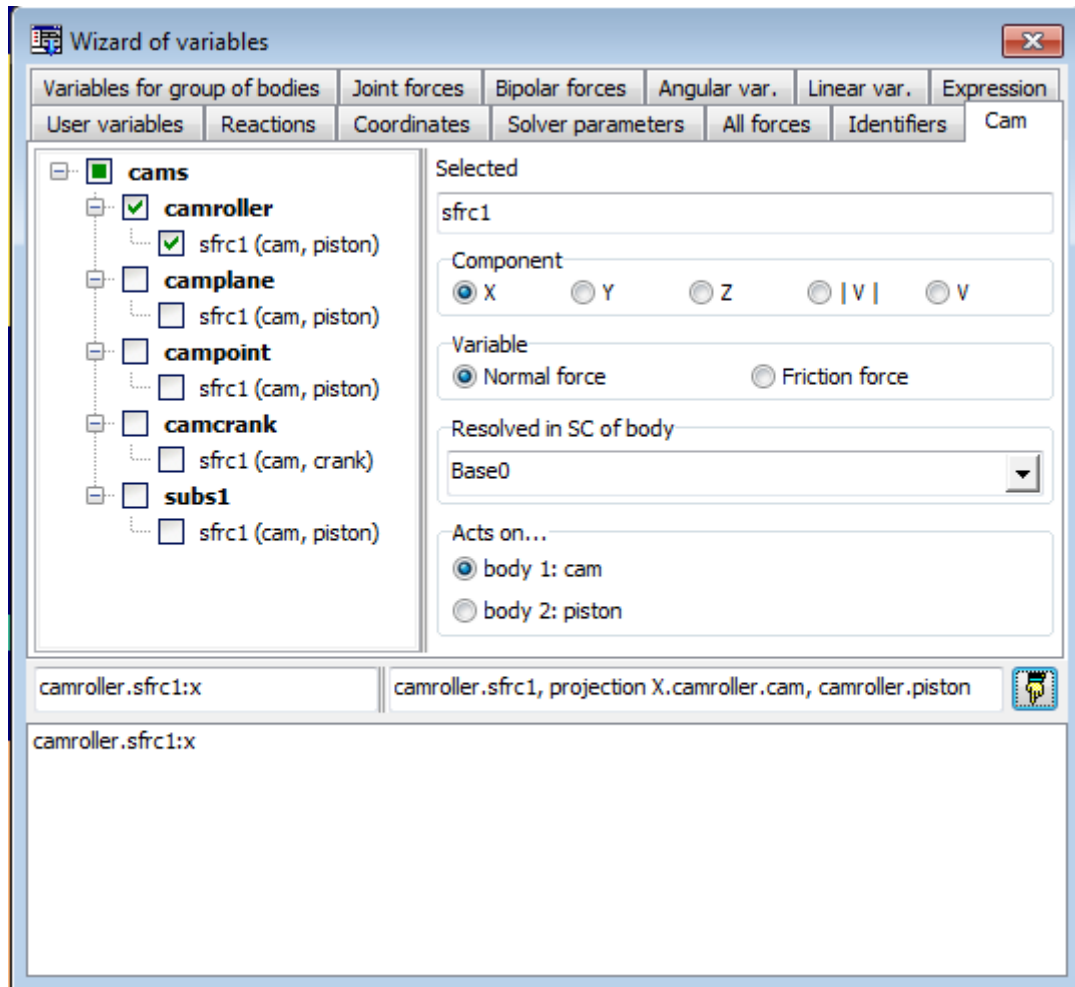 Wizard of variables
Variables for group of bodies Joint forces Bipolar forces Angular var. Linear var. Expression
User variables Reactions Coordinates Solver parameters All forces Identifiers Cam
cams
camroller
sfrc1 (cam, piston)
camplane
sfrc1 (cam, piston)
campoint
sfrc1 (cam, piston)
camcrank
sfrc1 (cam, crank)
subs1
sfrc1 (cam, piston)
Selected
sfrc1
Component
X Y Z | V | V
Variable
Normal force Friction force
Resolved in SC of body
Base0
Acts on...
body 1: cam
body 2: piston
camroller.sfrc1:x camroller.sfrc1, projection X.camroller.cam, camroller.piston
camroller.sfrc1:x